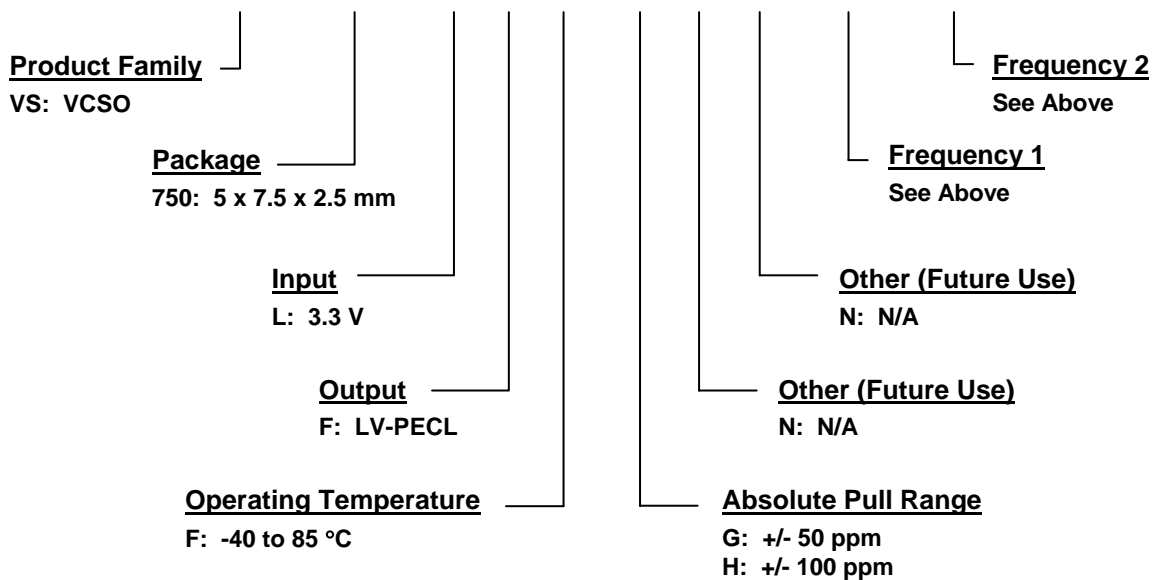 Product Family
VS: VCSO
Frequency 2
See Above
Package
750: 5 x 7.5 x 2.5 mm
Frequency 1
See Above
Input
L: 3.3 V
Other (Future Use)
N: N/A
Output
F: LV-PECL
Other (Future Use)
N: N/A
Operating Temperature
F: -40 to 85 °C
Absolute Pull Range
G: +/- 50 ppm
H: +/- 100 ppm